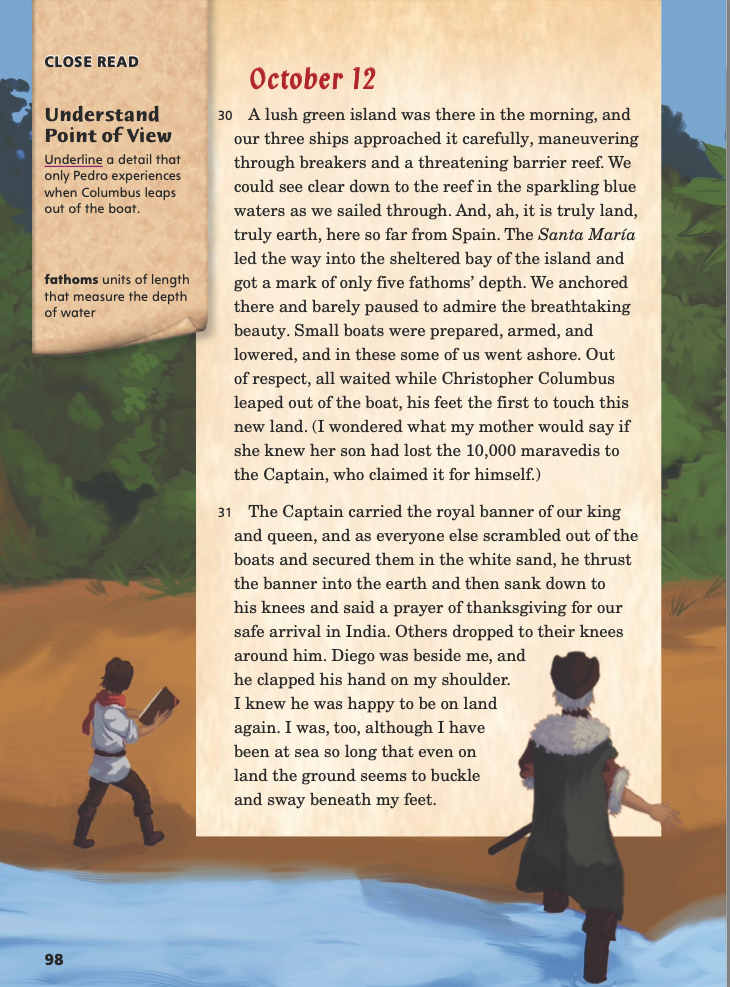 CLOSE READ
Understand
Point of View
Underline a detail that
only Pedro experiences
when Columbus leaps
out of the boat.
fathoms units of length
that measure the depth
of water
October 12
30 A lush green island was there in the morning, and
our three ships approached it carefully, maneuvering
through breakers and a threatening barrier reef. We
could see clear down to the reef in the sparkling blue
waters as we sailed through. And, ah, it is truly land,
truly earth, here so far from Spain. The Santa María
led the way into the sheltered bay of the island and
got a mark of only five fathoms’ depth. We anchored
there and barely paused to admire the breathtaking
beauty. Small boats were prepared, armed, and
lowered, and in these some of us went ashore. Out
of respect, all waited while Christopher Columbus
leaped out of the boat, his feet the first to touch this
new land. (I wondered what my mother would say if
she knew her son had lost the 10,000 maravedis to
the Captain, who claimed it for himself.)
31 The Captain carried the royal banner of our king
and queen, and as everyone else scrambled out of the
boats and secured them in the white sand, he thrust
the banner into the earth and then sank down to
his knees and said a prayer of thanksgiving for our
safe arrival in India. Others dropped to their knees
around him. Diego was beside me, and
he clapped his hand on my shoulder.
I knew he was happy to be on land
again. I was, too, although I have
been at sea so long that even on
land the ground seems to buckle
and sway beneath my feet.
98